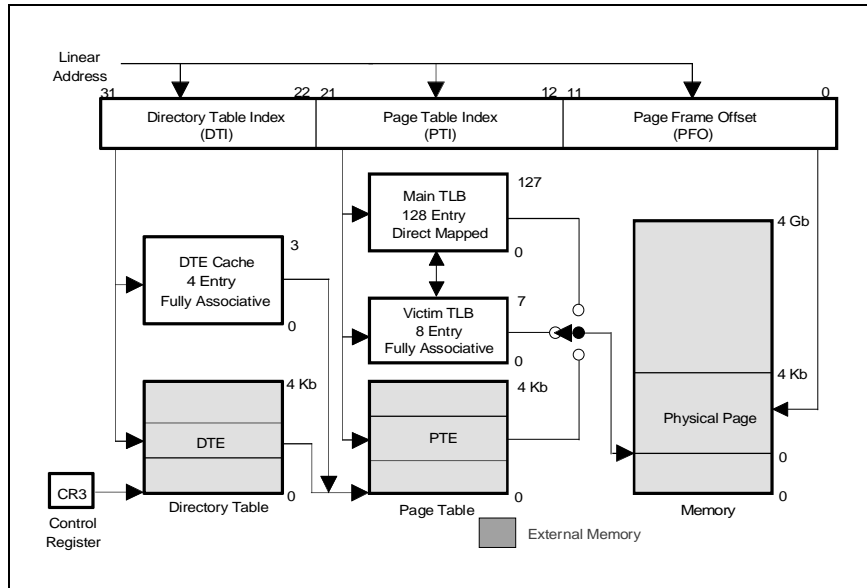 Linear
Address
31
22
21
12
11
0
Directory Table Index
(DTI)
Page Table Index
(PTI)
Page Frame Offset
(PFO)
127
Main TLB
128 Entry
Direct Mapped
0
4 Gb
3
DTE Cache
4 Entry
Fully Associative
0
7
Victim TLB
8 Entry
Fully Associative
0
4 Kb
DTE
0
Directory Table
4 Kb
PTE
0
Page Table
4 Kb
Physical Page
0
0
Memory
CR3
Control
Register
External Memory